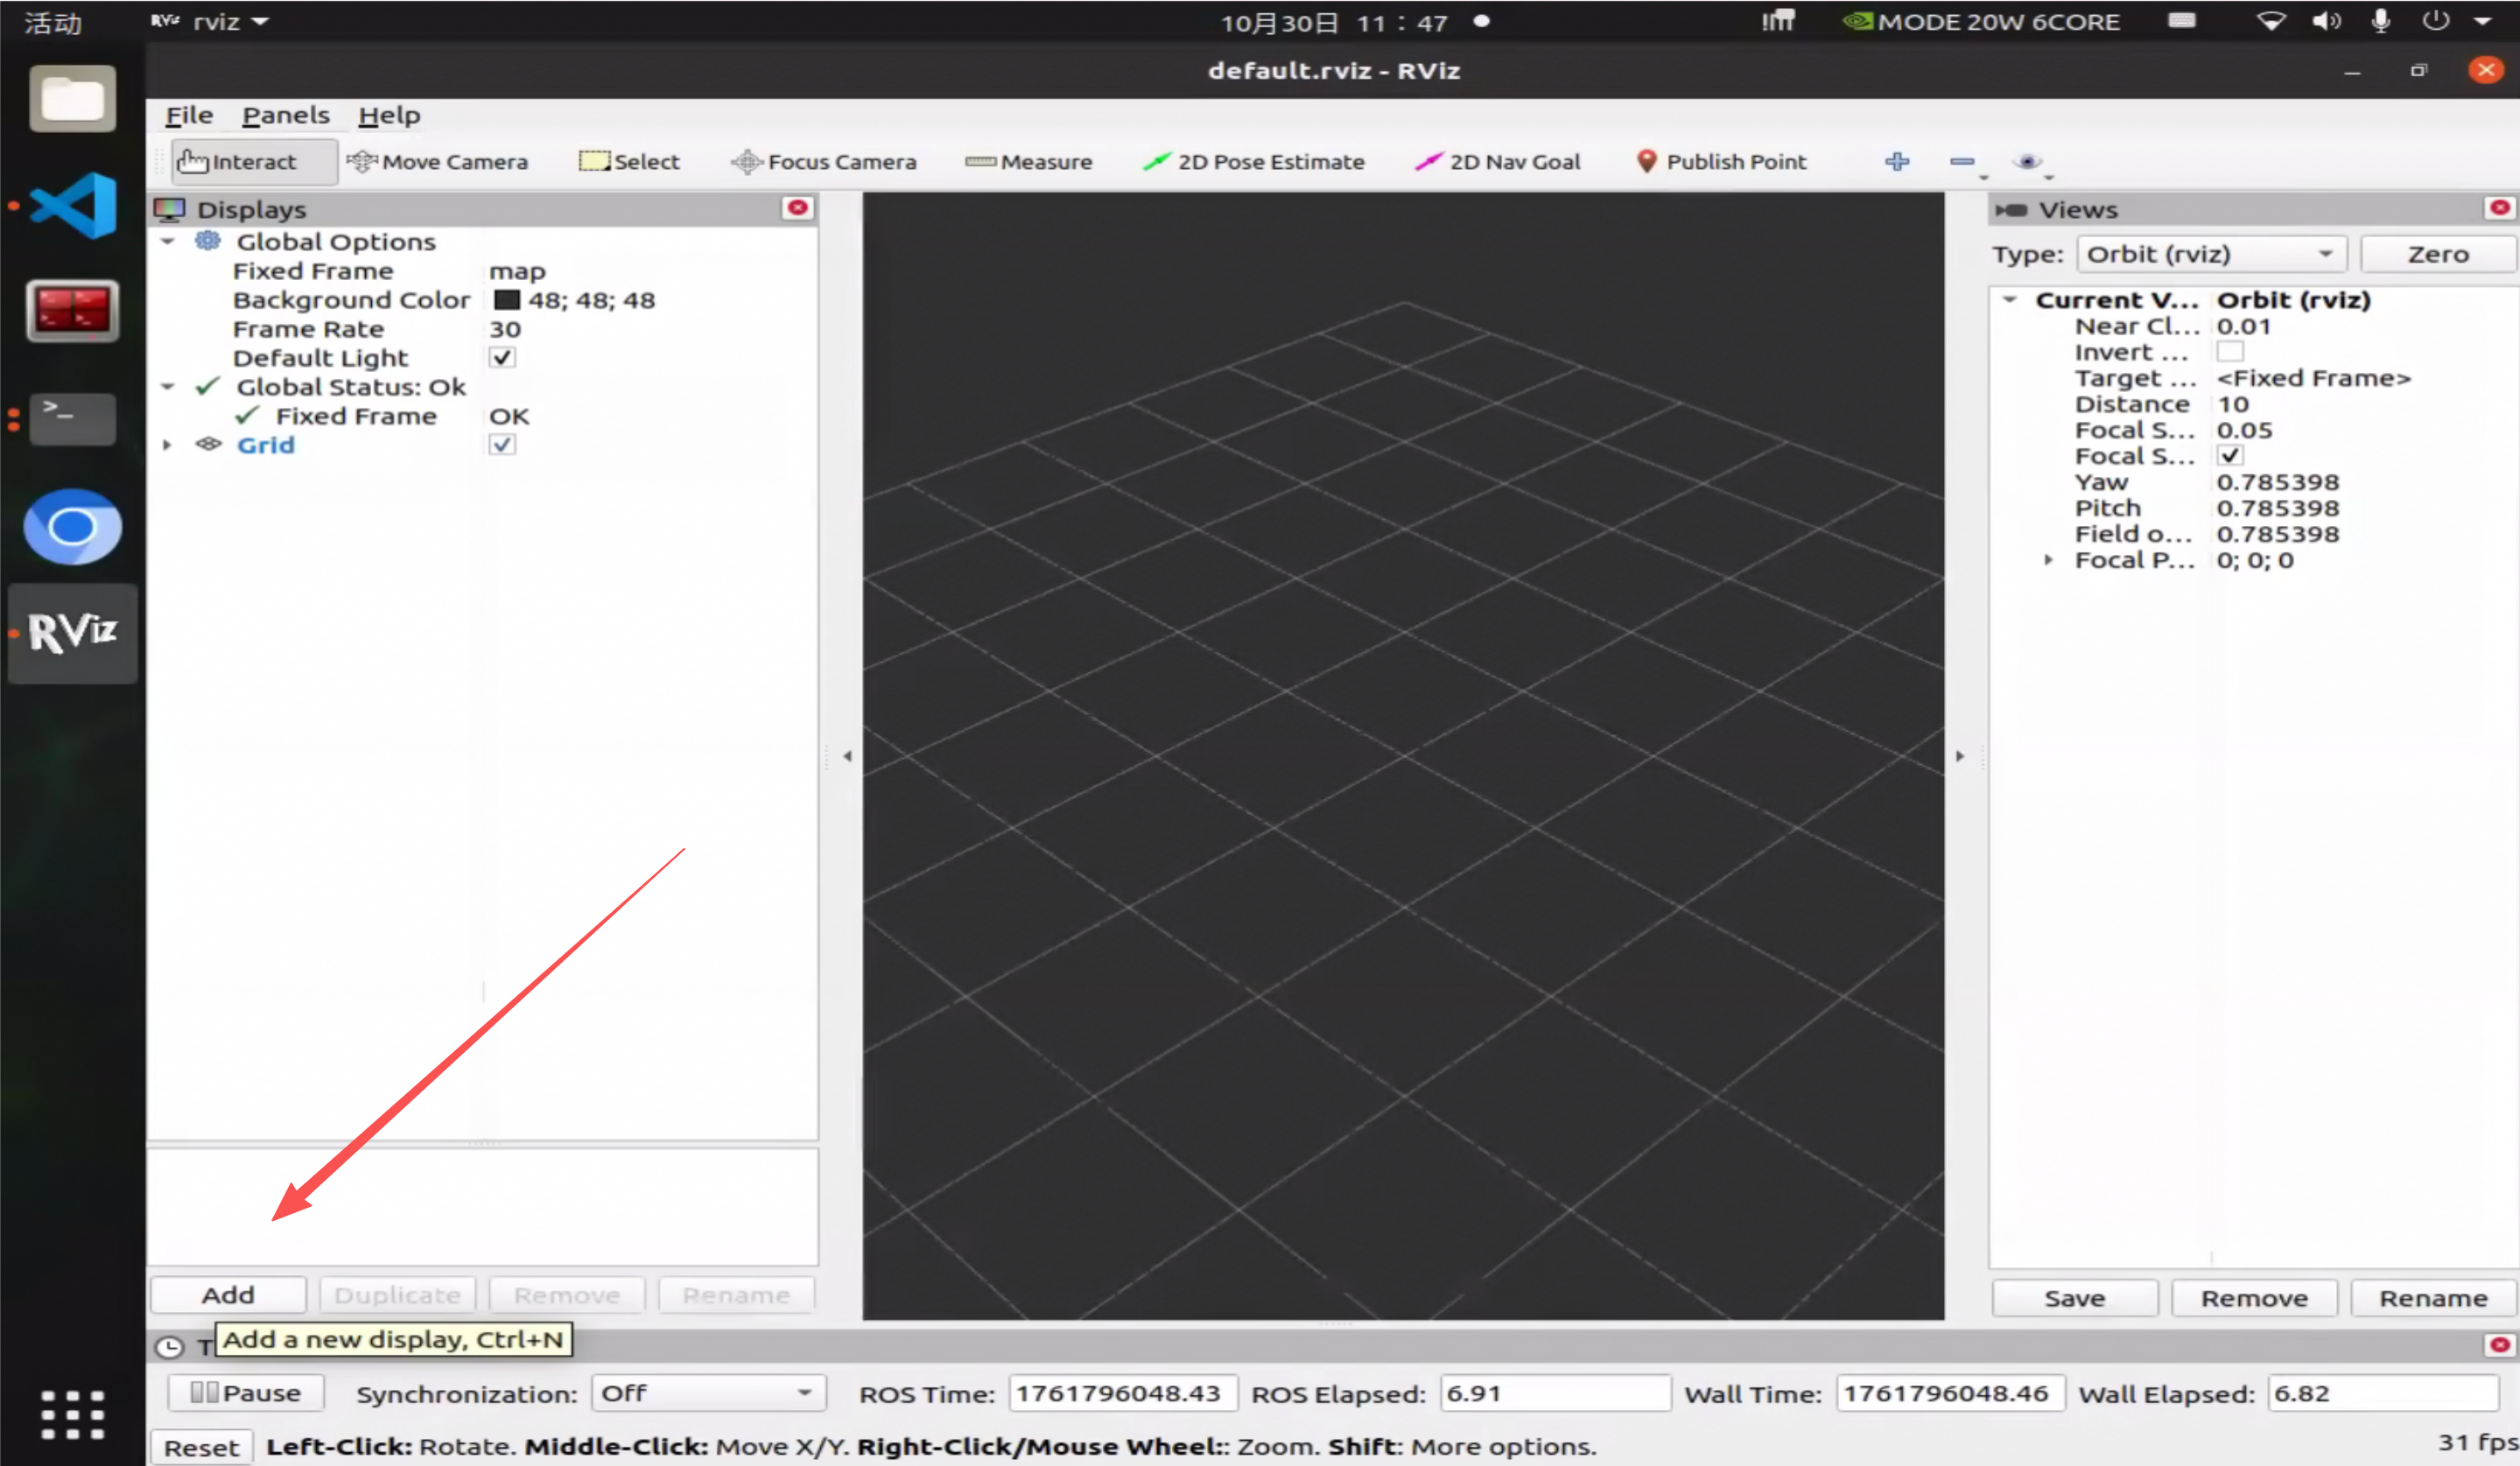 活动
RViz rviz
10月30日 11：47
MODE 20W 6CORE
default.rviz - RViz
File Panels Help
Interact Move Camera Select Focus Camera Measure 2D Pose Estimate 2D Nav Goal Publish Point
Displays
Global Options
Fixed Frame map
Background Color 48; 48; 48
Frame Rate 30
Default Light
Global Status: Ok
Fixed Frame OK
Grid
Add Duplicate Remove Rename
Add a new display, Ctrl+N
Views
Type: Orbit (rviz) Zero
Current V... Orbit (rviz)
Near Cl... 0.01
Invert ...
Target ... <Fixed Frame>
Distance 10
Focal S... 0.05
Focal S...
Yaw 0.785398
Pitch 0.785398
Field o... 0.785398
Focal P... 0; 0; 0
Save Remove Rename
RViz
T
Pause Synchronization: Off ROS Time: 1761796048.43 ROS Elapsed: 6.91 Wall Time: 1761796048.46 Wall Elapsed: 6.82
Reset Left-Click: Rotate. Middle-Click: Move X/Y. Right-Click/Mouse Wheel:: Zoom. Shift: More options. 31 fps